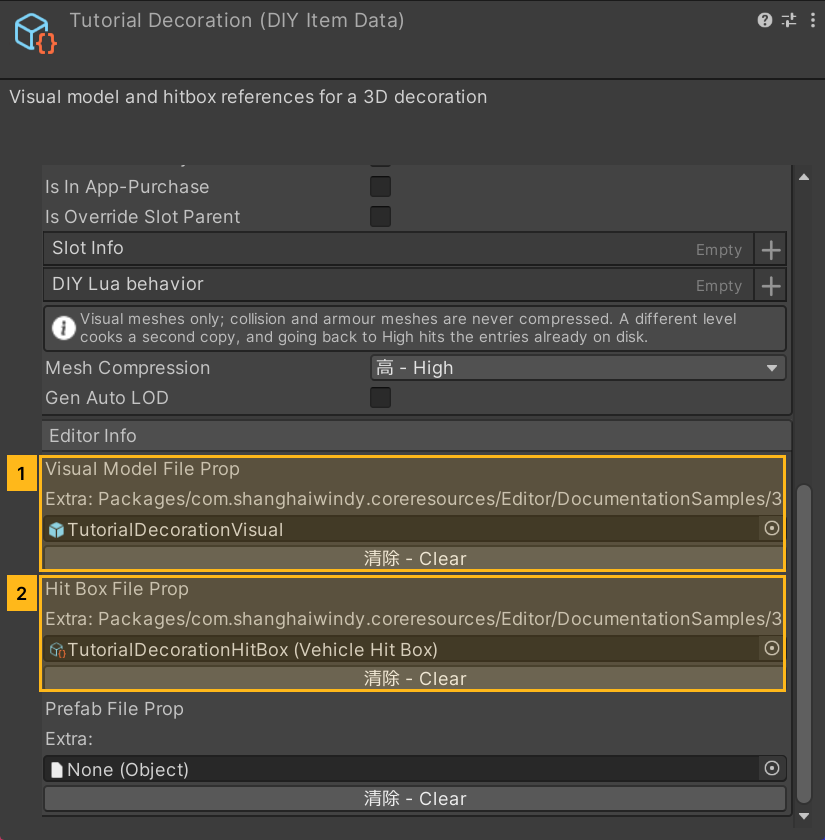 Tutorial Decoration (DIY Item Data)
Visual model and hitbox references for a 3D decoration
Is In App-Purchase
Is Override Slot Parent
Slot Info Empty
DIY Lua behavior Empty
Visual meshes only; collision and armour meshes are never compressed. A different level
cooks a second copy, and going back to High hits the entries already on disk.
Mesh Compression 高 - High
Gen Auto LOD
Editor Info
1 Visual Model File Prop
Extra: Packages/com.shanghaiwindy.coreresources/Editor/DocumentationSamples/3
TutorialDecorationVisual
清除 - Clear
2 Hit Box File Prop
Extra: Packages/com.shanghaiwindy.coreresources/Editor/DocumentationSamples/3
TutorialDecorationHitBox (Vehicle Hit Box)
清除 - Clear
Prefab File Prop
Extra:
None (Object)
清除 - Clear